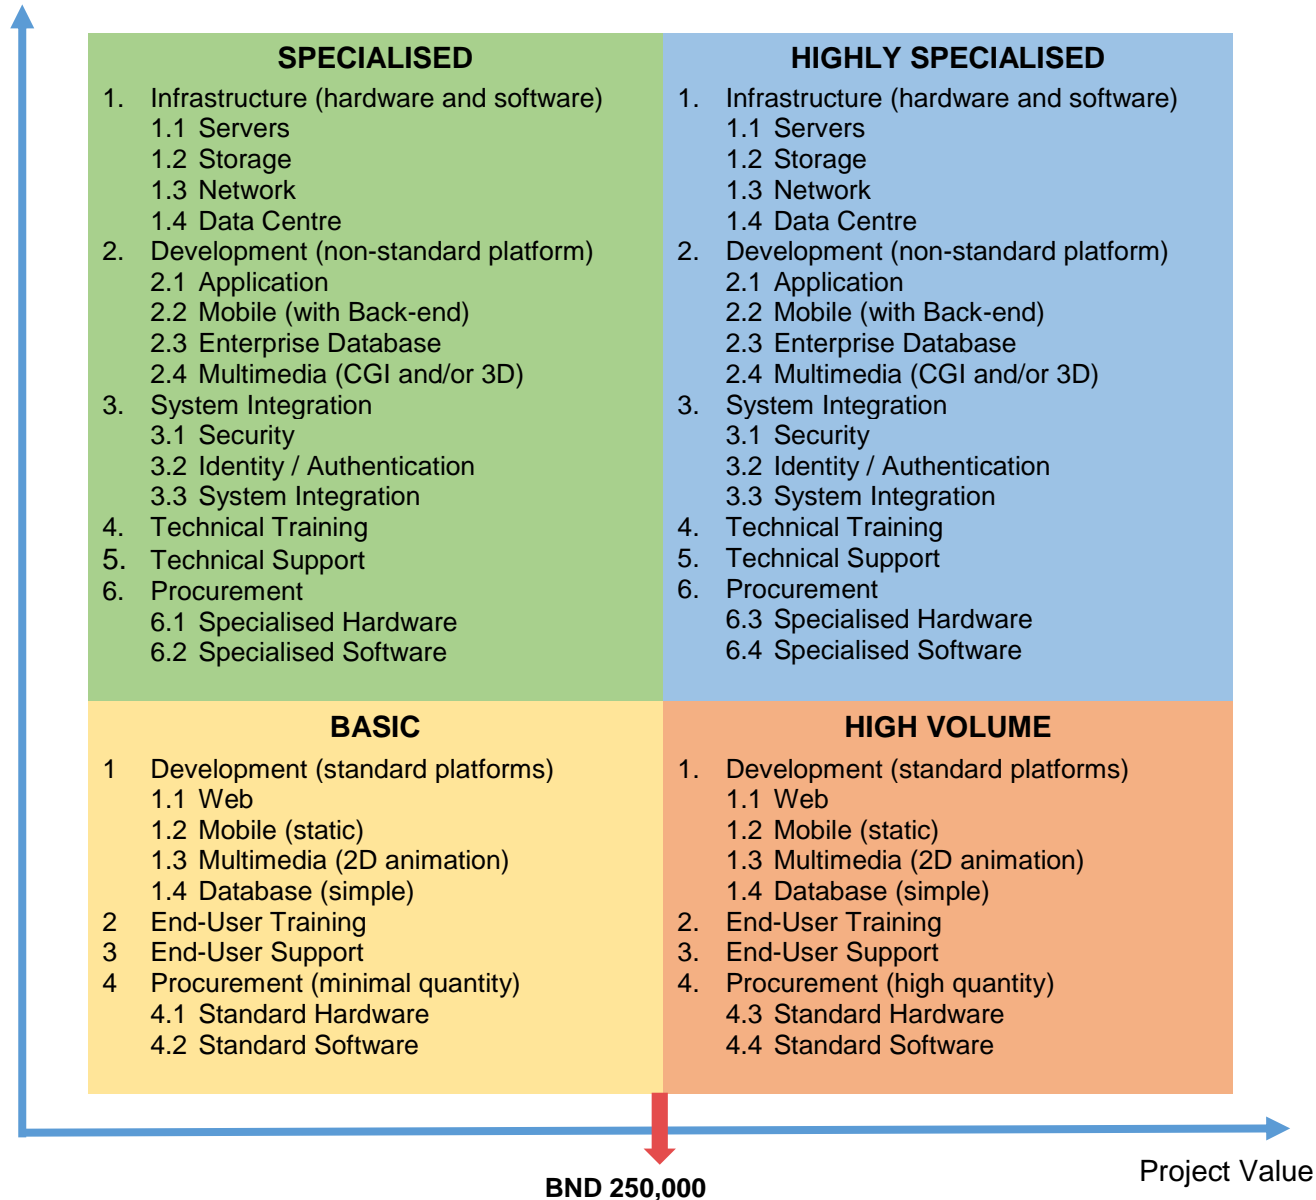 SPECIALISED
1. Infrastructure (hardware and software)
1.1 Servers
1.2 Storage
1.3 Network
1.4 Data Centre
2. Development (non-standard platform)
2.1 Application
2.2 Mobile (with Back-end)
2.3 Enterprise Database
2.4 Multimedia (CGI and/or 3D)
3. System Integration
3.1 Security
3.2 Identity / Authentication
3.3 System Integration
4. Technical Training
5. Technical Support
6. Procurement
6.1 Specialised Hardware
6.2 Specialised Software
HIGHLY SPECIALISED
1. Infrastructure (hardware and software)
1.1 Servers
1.2 Storage
1.3 Network
1.4 Data Centre
2. Development (non-standard platform)
2.1 Application
2.2 Mobile (with Back-end)
2.3 Enterprise Database
2.4 Multimedia (CGI and/or 3D)
3. System Integration
3.1 Security
3.2 Identity / Authentication
3.3 System Integration
4. Technical Training
5. Technical Support
6. Procurement
6.3 Specialised Hardware
6.4 Specialised Software
BASIC
1 Development (standard platforms)
1.1 Web
1.2 Mobile (static)
1.3 Multimedia (2D animation)
1.4 Database (simple)
2 End-User Training
3 End-User Support
4 Procurement (minimal quantity)
4.1 Standard Hardware
4.2 Standard Software
HIGH VOLUME
1. Development (standard platforms)
1.1 Web
1.2 Mobile (static)
1.3 Multimedia (2D animation)
1.4 Database (simple)
2. End-User Training
3. End-User Support
4. Procurement (high quantity)
4.3 Standard Hardware
4.4 Standard Software
Project Value
BND 250,000